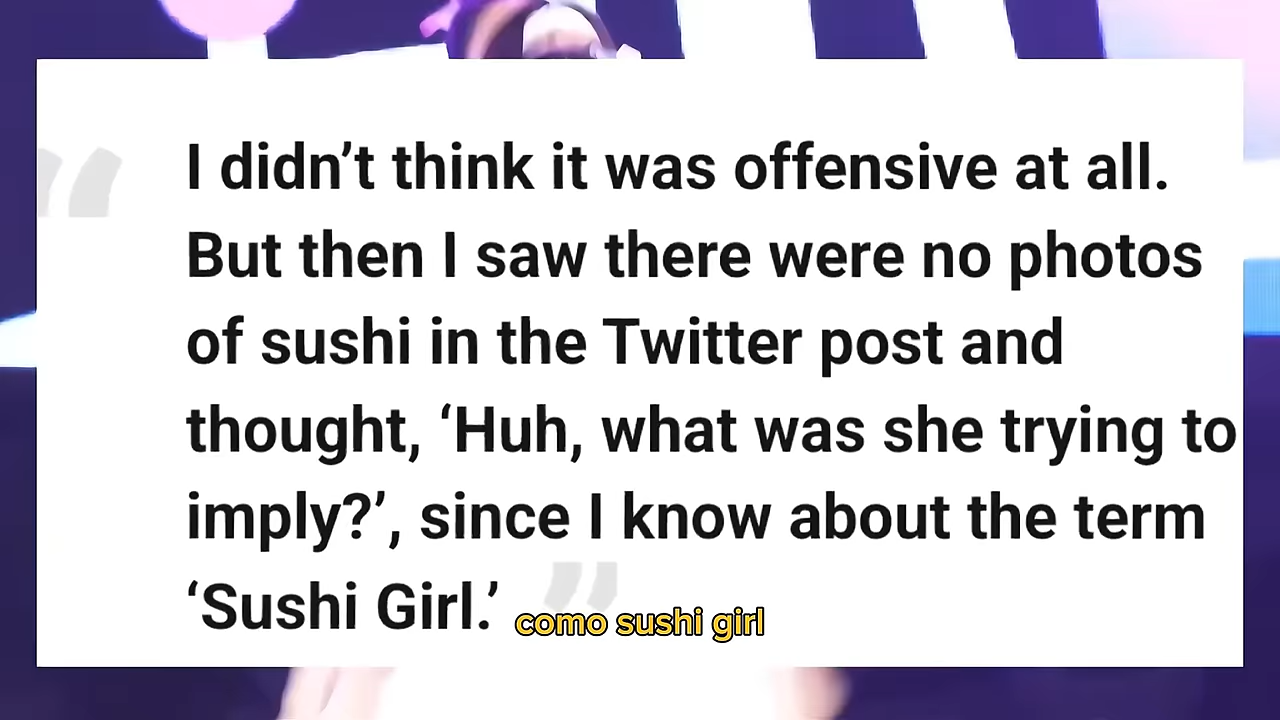 “
I didn’t think it was offensive at all.
But then I saw there were no photos
of sushi in the Twitter post and
thought, ‘Huh, what was she trying to
imply?’, since I know about the term
‘Sushi Girl.’ ”
como sushi girl